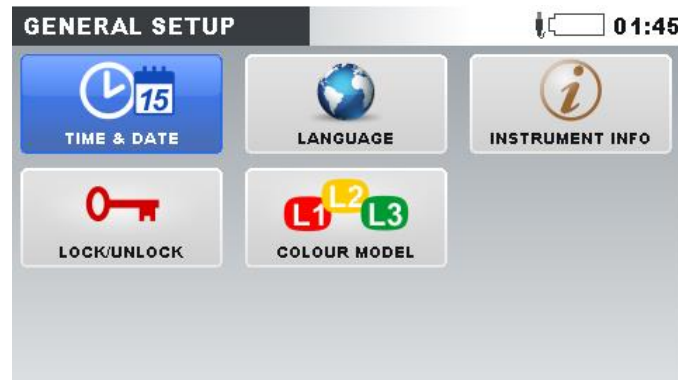 GENERAL SETUP 01:45
15
TIME & DATE LANGUAGE INSTRUMENT INFO
L1 L2 L3
LOCK/UNLOCK COLOUR MODEL